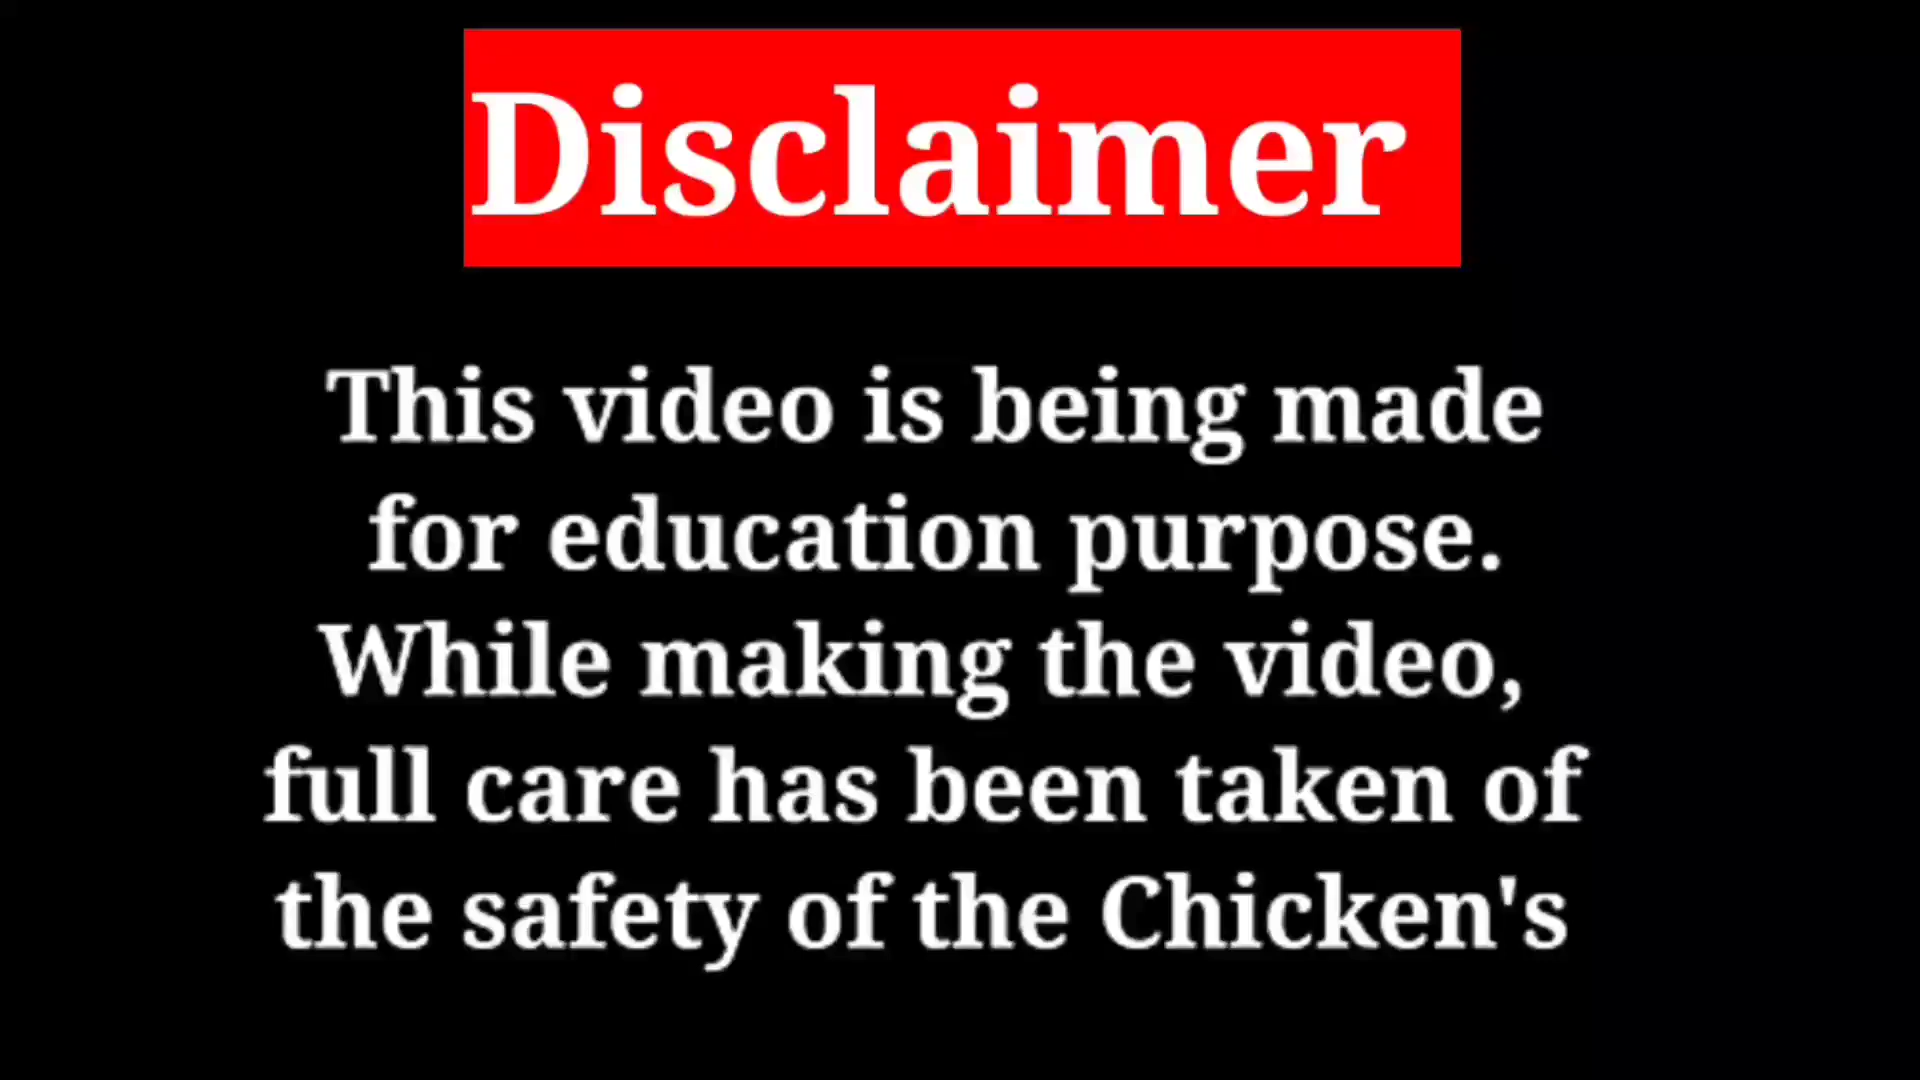 Disclaimer
This video is being made
for education purpose.
While making the video,
full care has been taken of
the safety of the Chicken's